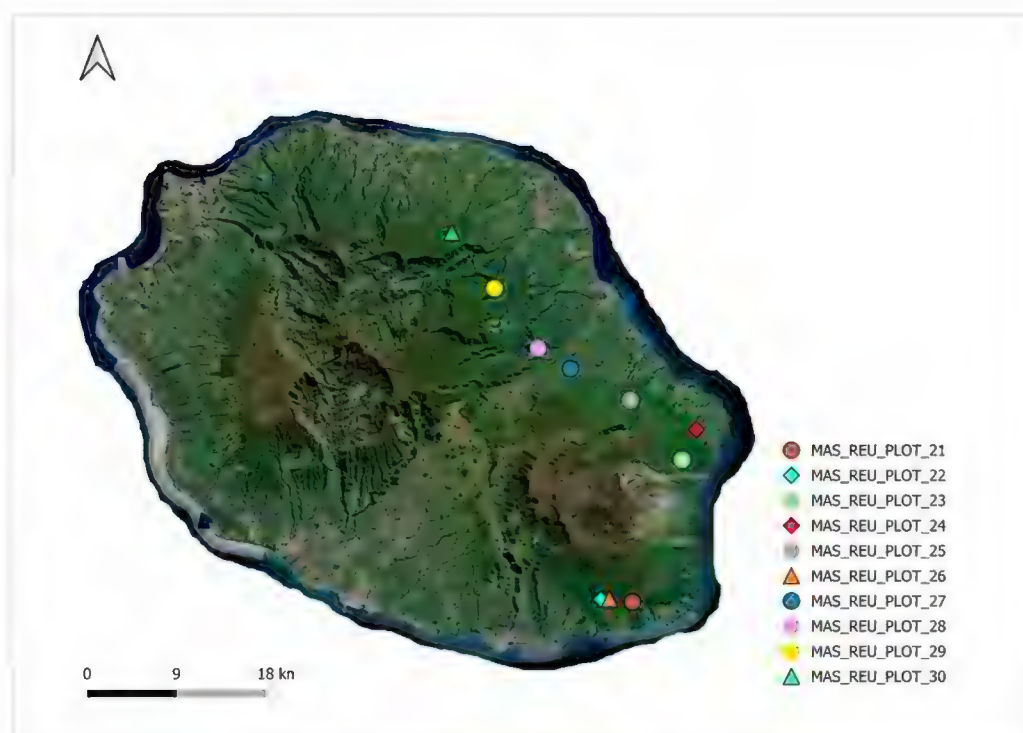 MAS_REU_PLOT_21
MAS_REU_PLOT_22
MAS_REU_PLOT_23
MAS_REU_PLOT_24
MAS_REU_PLOT_25
MAS_REU_PLOT_26
MAS_REU_PLOT_27
MAS_REU_PLOT_28
MAS_REU_PLOT_29
MAS_REU_PLOT_30
0 9 18 kn